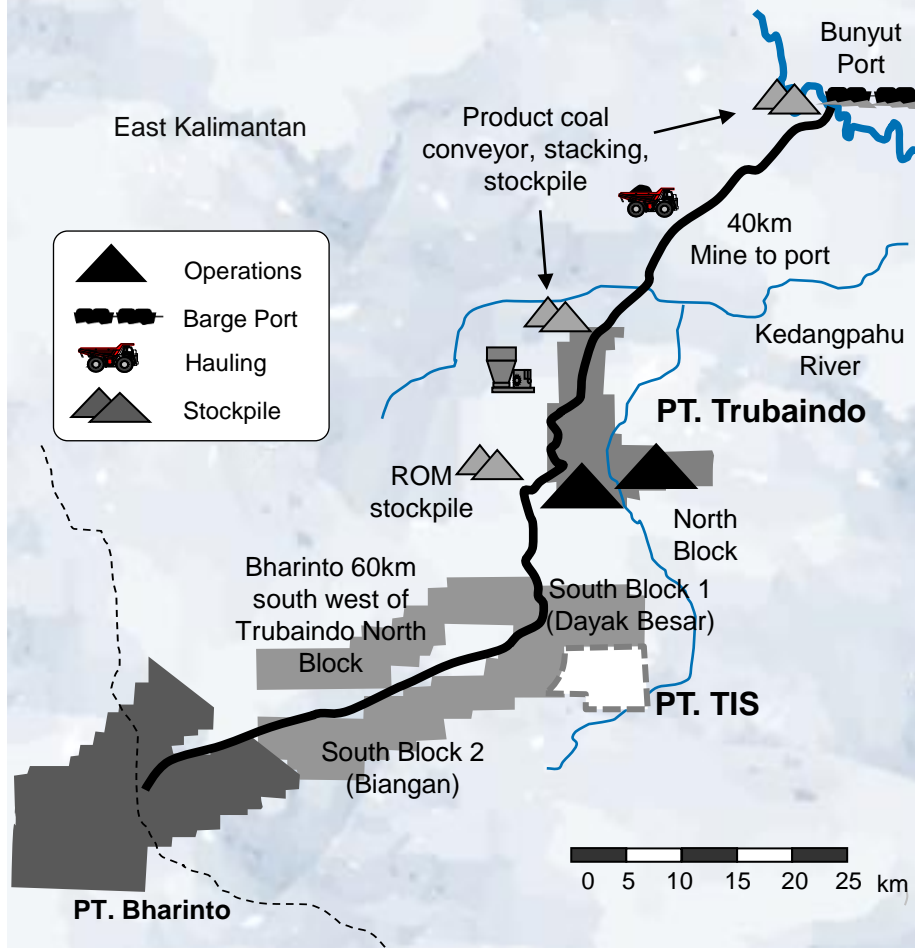 Bunyut
Port
East Kalimantan
Product coal
conveyor, stacking,
stockpile
40km
Mine to port
Operations
Barge Port
Hauling
Stockpile
Kedangpahu
River
PT. Trubaindo
ROM
stockpile
North
Block
Bharinto 60km
south west of
Trubaindo North
Block
South Block 1
(Dayak Besar)
PT. TIS
South Block 2
(Biangan)
0 5 10 15 20 25 km
PT. Bharinto